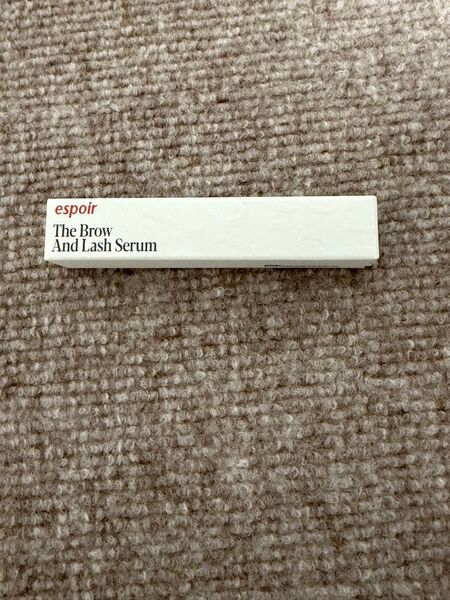 espoir
The Brow
And Lash Serum